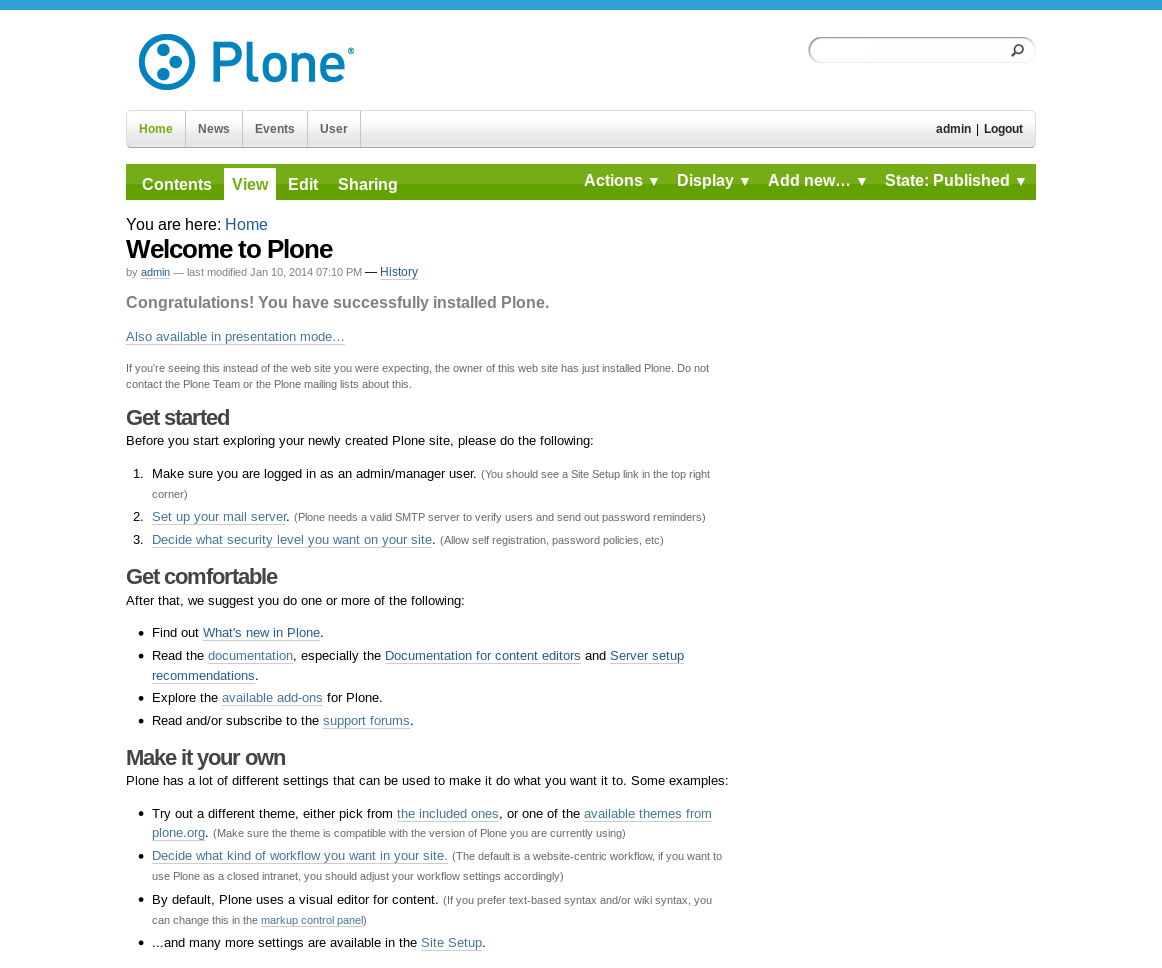 Plone®
Home News Events User admin | Logout
Contents View Edit Sharing Actions ▼ Display ▼ Add new… ▼ State: Published ▼
You are here: Home
Welcome to Plone
by admin — last modified Jan 10, 2014 07:10 PM — History
Congratulations! You have successfully installed Plone.
Also available in presentation mode…
If you're seeing this instead of the web site you were expecting, the owner of this web site has just installed Plone. Do not
contact the Plone Team or the Plone mailing lists about this.
Get started
Before you start exploring your newly created Plone site, please do the following:
1. Make sure you are logged in as an admin/manager user. (You should see a Site Setup link in the top right
corner)
2. Set up your mail server. (Plone needs a valid SMTP server to verify users and send out password reminders)
3. Decide what security level you want on your site. (Allow self registration, password policies, etc)
Get comfortable
After that, we suggest you do one or more of the following:
• Find out What's new in Plone.
• Read the documentation, especially the Documentation for content editors and Server setup
recommendations.
• Explore the available add-ons for Plone.
• Read and/or subscribe to the support forums.
Make it your own
Plone has a lot of different settings that can be used to make it do what you want it to. Some examples:
• Try out a different theme, either pick from the included ones, or one of the available themes from
plone.org. (Make sure the theme is compatible with the version of Plone you are currently using)
• Decide what kind of workflow you want in your site. (The default is a website-centric workflow, if you want to
use Plone as a closed intranet, you should adjust your workflow settings accordingly)
• By default, Plone uses a visual editor for content. (If you prefer text-based syntax and/or wiki syntax, you
can change this in the markup control panel)
• ...and many more settings are available in the Site Setup.